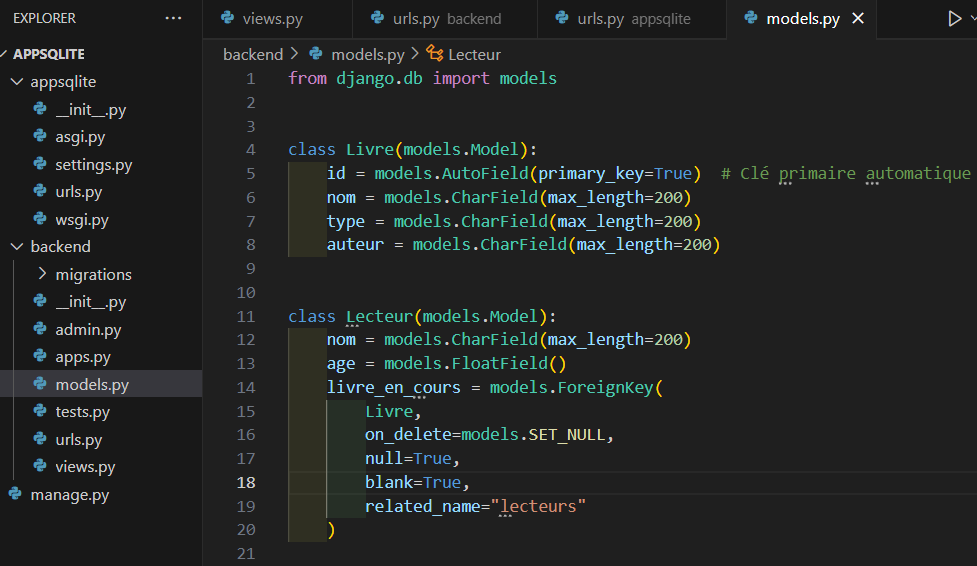 EXPLORER ···
views.py
urls.py backend
urls.py appsqlite
models.py
APPSQLITE
appsqlite
__init__.py
asgi.py
settings.py
urls.py
wsgi.py
backend
migrations
__init__.py
admin.py
apps.py
models.py
tests.py
urls.py
views.py
manage.py
backend > models.py > Lecteur
1 from django.db import models
2
3
4 class Livre(models.Model):
5 id = models.AutoField(primary_key=True)  # Clé primaire automatique
6 nom = models.CharField(max_length=200)
7 type = models.CharField(max_length=200)
8 auteur = models.CharField(max_length=200)
9
10
11 class Lecteur(models.Model):
12 nom = models.CharField(max_length=200)
13 age = models.FloatField()
14 livre_en_cours = models.ForeignKey(
15 Livre,
16 on_delete=models.SET_NULL,
17 null=True,
18 blank=True,
19 related_name="lecteurs"
20 )
21